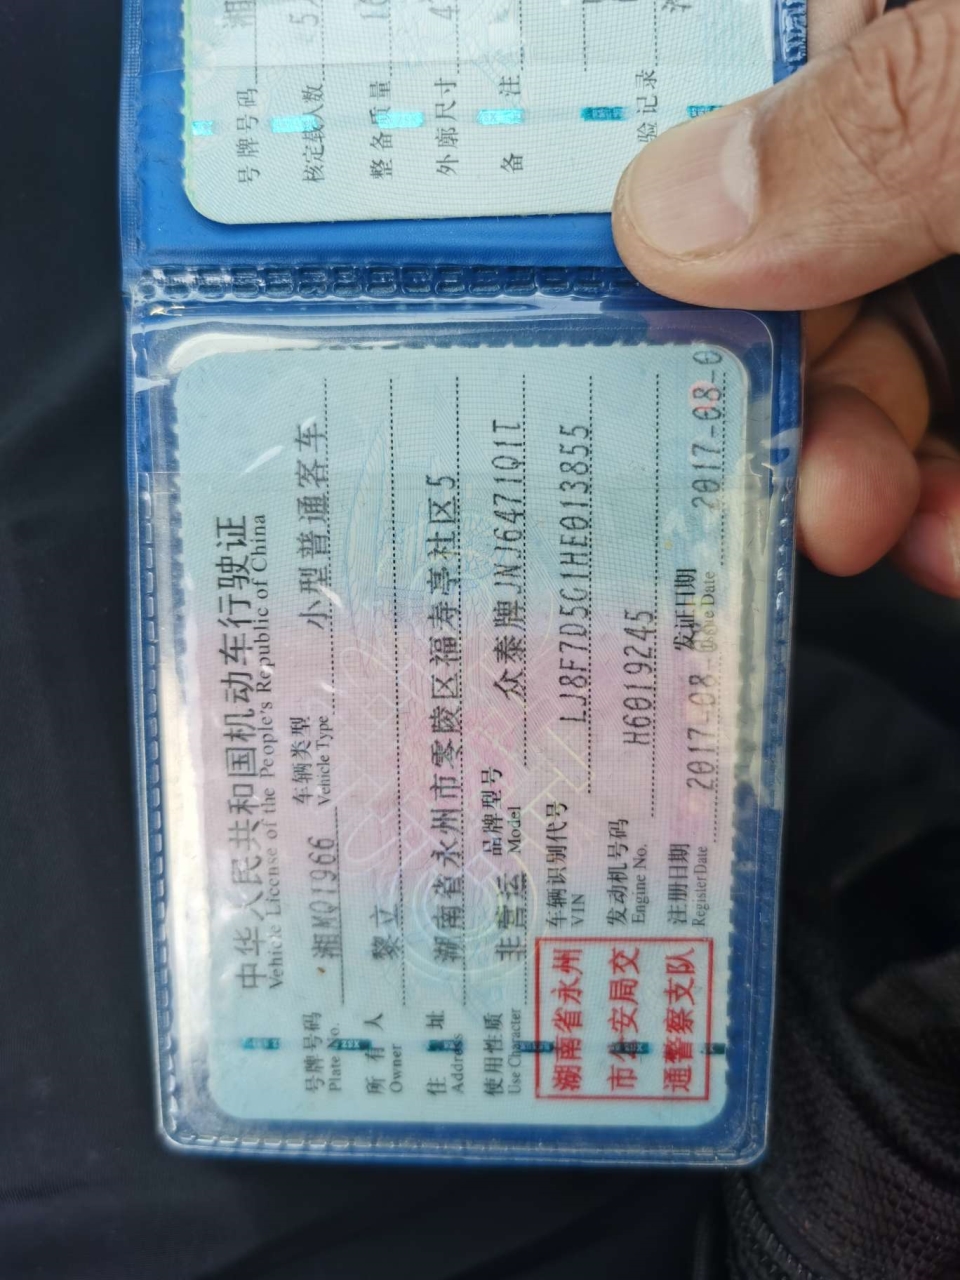 中华人民共和国机动车行驶证
Vehicle License of the People's Republic of China
号牌号码 湘MQ1966 车辆类型 小型普通客车
Plate No. Vehicle Type
所有人 黎立
Owner
住址 湖南省永州市零陵区福寿亭社区5
Address
使用性质 非营运 品牌型号 众泰牌JNJ6471Q1T
Use Character Model
湖南省永州
市公安局交
通警察支队
车辆识别代号 LJ8F7D5G1HE013855
VIN
发动机号码 H6019245
Engine No.
注册日期 2017-08- 发证日期 2017-08-0
Register Date Date
号牌号码 湘
核定载人数 5
整备质量
外廓尺寸
备注
验记录